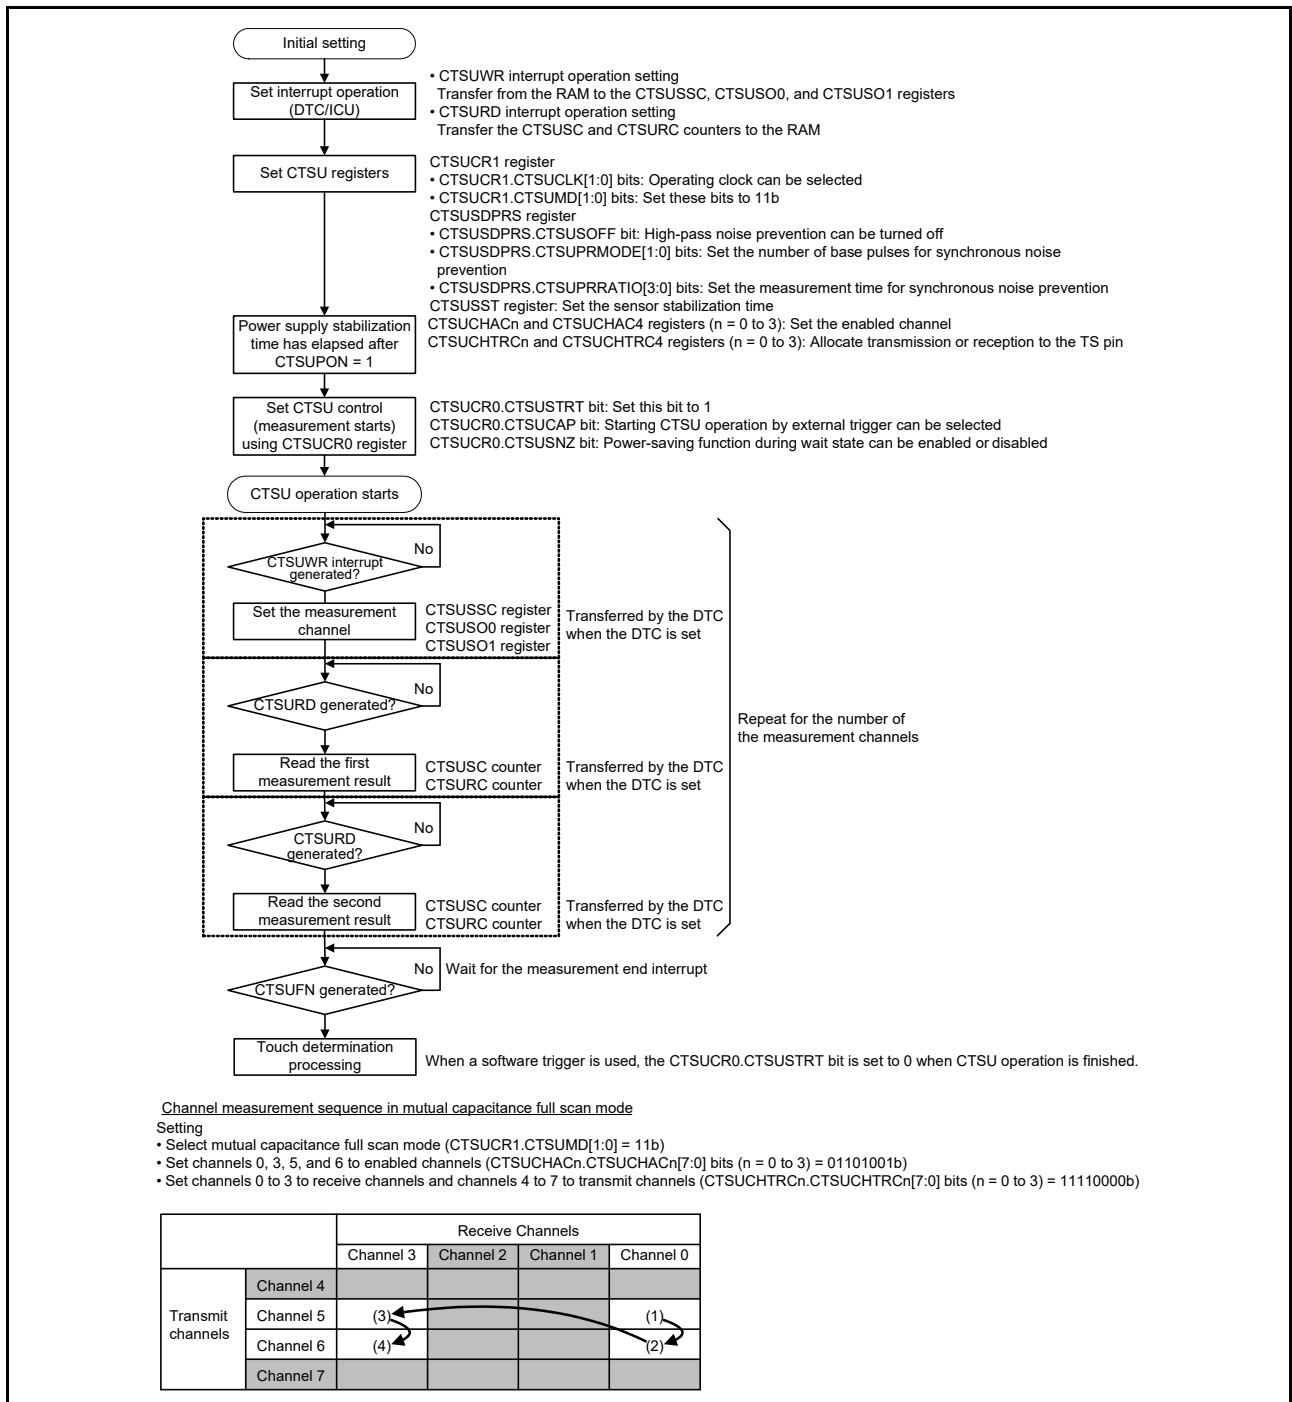 Initial setting
Set interrupt operation
(DTC/ICU)
• CTSUWR interrupt operation setting
Transfer from the RAM to the CTSUSSC, CTSUSO0, and CTSUSO1 registers
• CTSURD interrupt operation setting
Transfer the CTSUSC and CTSURC counters to the RAM
Set CTSU registers
CTSUCR1 register
• CTSUCR1.CTSUCLK[1:0] bits: Operating clock can be selected
• CTSUCR1.CTSUMD[1:0] bits: Set these bits to 11b
CTSUSDPRS register
• CTSUSDPRS.CTSUSOFF bit: High-pass noise prevention can be turned off
• CTSUSDPRS.CTSUPRMODE[1:0] bits: Set the number of base pulses for synchronous noise
prevention
• CTSUSDPRS.CTSUPRRATIO[3:0] bits: Set the measurement time for synchronous noise prevention
CTSUSST register: Set the sensor stabilization time
CTSUCHACn and CTSUCHAC4 registers (n = 0 to 3): Set the enabled channel
CTSUCHTRCn and CTSUCHTRC4 registers (n = 0 to 3): Allocate transmission or reception to the TS pin
Power supply stabilization
time has elapsed after
CTSUPON = 1
Set CTSU control
(measurement starts)
using CTSUCR0 register
CTSUCR0.CTSUSTRT bit: Set this bit to 1
CTSUCR0.CTSUCAP bit: Starting CTSU operation by external trigger can be selected
CTSUCR0.CTSUSNZ bit: Power-saving function during wait state can be enabled or disabled
CTSU operation starts
No
CTSUWR interrupt
generated?
Set the measurement
channel
CTSUSSC register
CTSUSO0 register
CTSUSO1 register
Transferred by the DTC
when the DTC is set
No
CTSURD generated?
Repeat for the number of
the measurement channels
Read the first
measurement result
CTSUSC counter
CTSURC counter
Transferred by the DTC
when the DTC is set
No
CTSURD
generated?
Read the second
measurement result
CTSUSC counter
CTSURC counter
Transferred by the DTC
when the DTC is set
No
Wait for the measurement end interrupt
CTSUFN generated?
Touch determination
processing
When a software trigger is used, the CTSUCR0.CTSUSTRT bit is set to 0 when CTSU operation is finished.
Channel measurement sequence in mutual capacitance full scan mode
Setting
• Select mutual capacitance full scan mode (CTSUCR1.CTSUMD[1:0] = 11b)
• Set channels 0, 3, 5, and 6 to enabled channels (CTSUCHACn.CTSUCHACn[7:0] bits (n = 0 to 3) = 01101001b)
• Set channels 0 to 3 to receive channels and channels 4 to 7 to transmit channels (CTSUCHTRCn.CTSUCHTRCn[7:0] bits (n = 0 to 3) = 11110000b)
Receive Channels
Channel 3 Channel 2 Channel 1 Channel 0
Transmit
channels
Channel 4
Channel 5 (3) (1)
Channel 6 (4) (2)
Channel 7